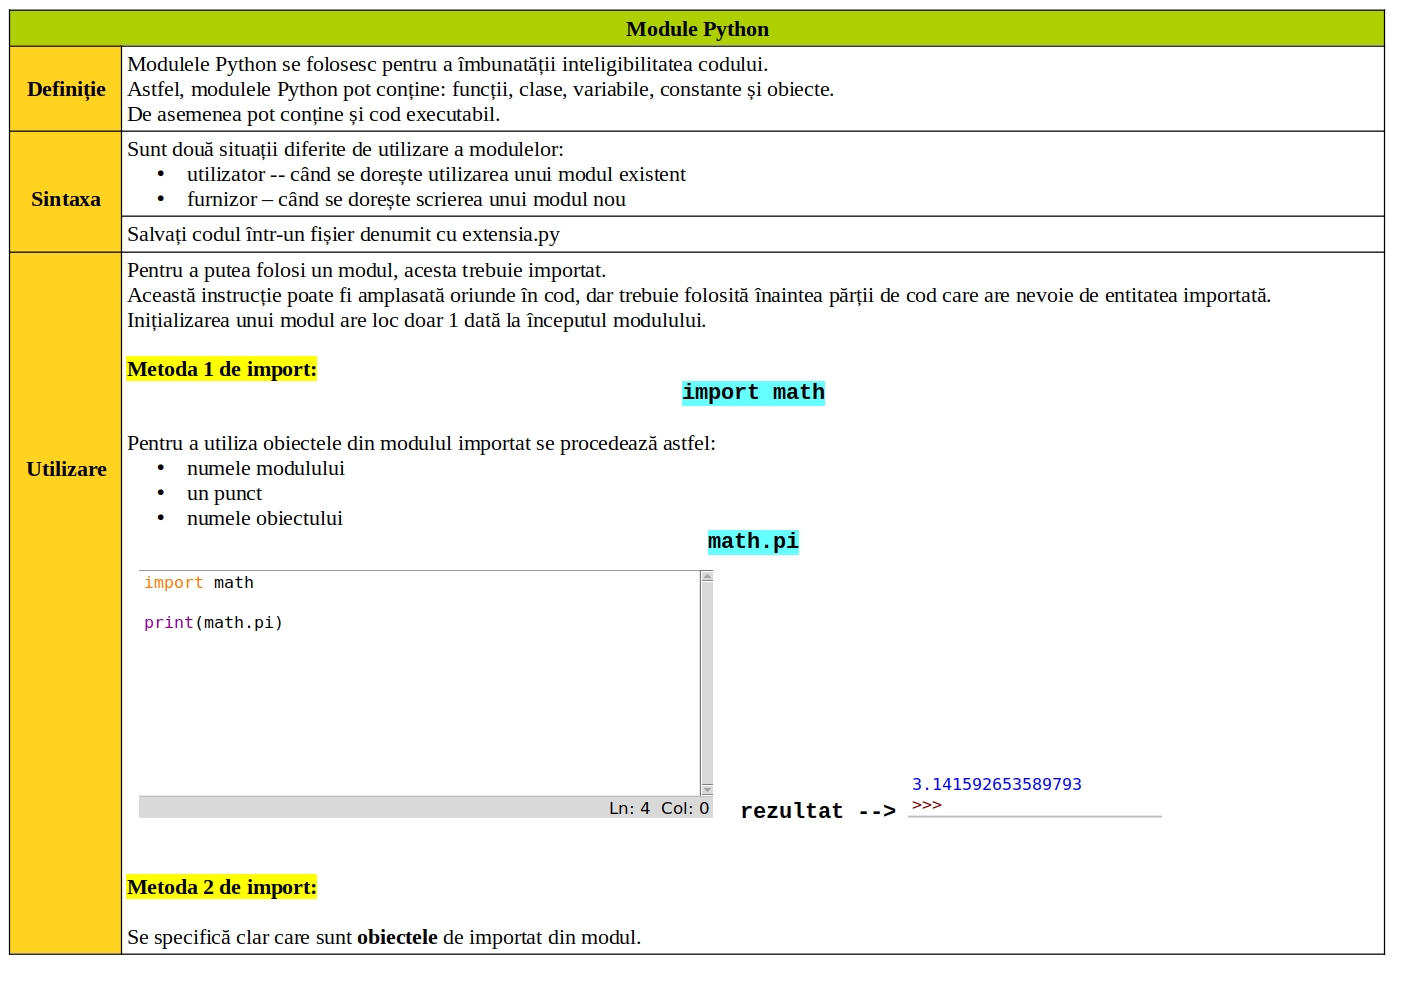 Module Python
Definiție
Modulele Python se folosesc pentru a îmbunatății inteligibilitatea codului.
Astfel, modulele Python pot conține: funcții, clase, variabile, constante și obiecte.
De asemenea pot conține și cod executabil.
Sintaxa
Sunt două situații diferite de utilizare a modulelor:
• utilizator -- când se dorește utilizarea unui modul existent
• furnizor – când se dorește scrierea unui modul nou
Salvați codul într-un fișier denumit cu extensia.py
Utilizare
Pentru a putea folosi un modul, acesta trebuie importat.
Această instrucție poate fi amplasată oriunde în cod, dar trebuie folosită înaintea părții de cod care are nevoie de entitatea importată.
Inițializarea unui modul are loc doar 1 dată la începutul modulului.
Metoda 1 de import:
import math
Pentru a utiliza obiectele din modulul importat se procedează astfel:
• numele modulului
• un punct
• numele obiectului
math.pi
import math
print(math.pi)
Ln: 4 Col: 0
rezultat -->
3.141592653589793
>>>
Metoda 2 de import:
Se specifică clar care sunt obiectele de importat din modul.